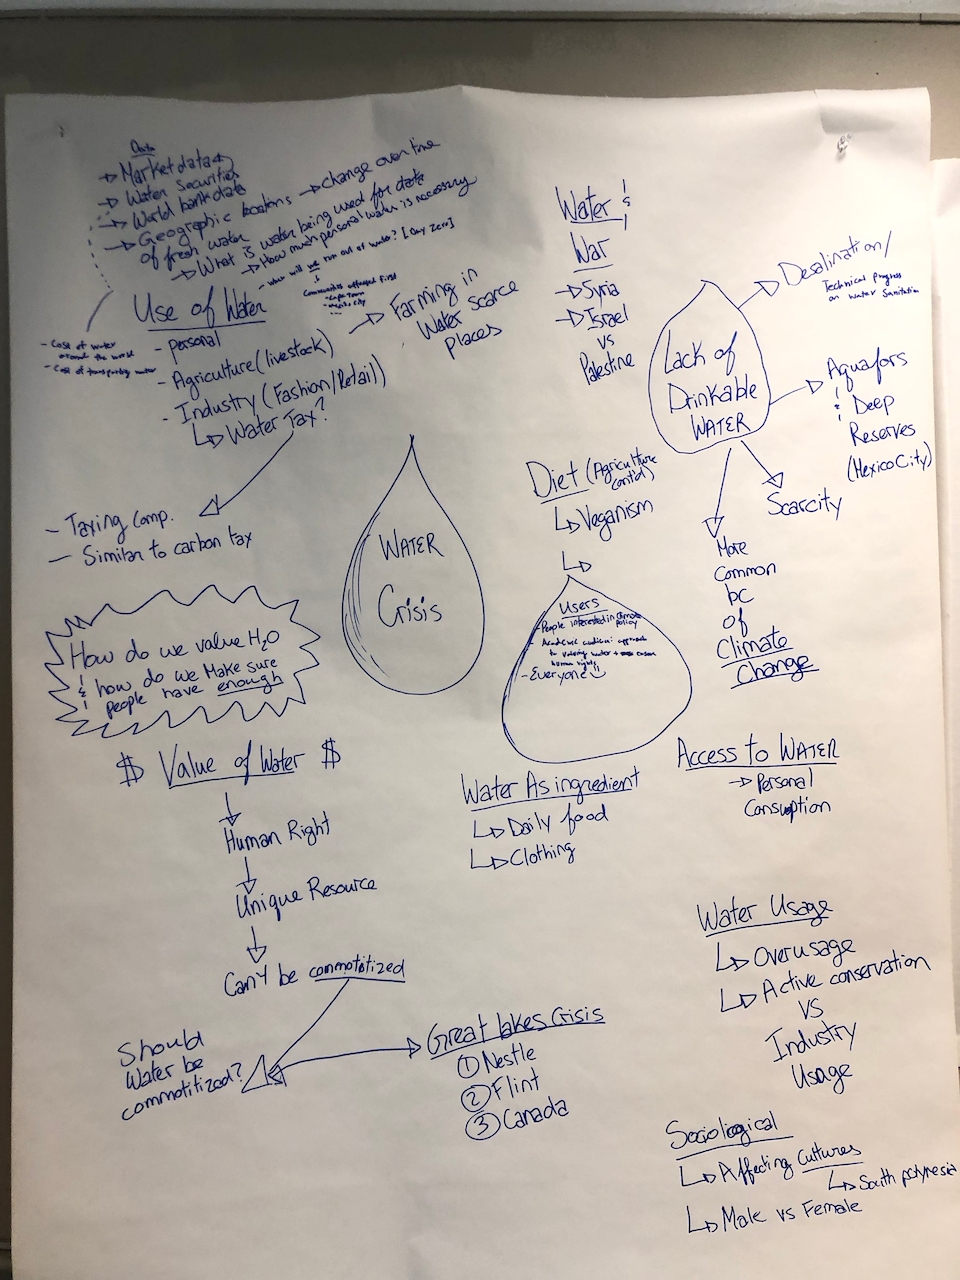 Data
Market data
Water Securities
World bank data
Geographic locations → Change over time
of fresh water
What is water being used for data
How much personal water is necessary
- when will we run out of water? [Day Zero]
Communities affected first
- Cape town
- Mexico city
- Cost of water
around the world
- Cost of transporting water
Use of Water
- Personal
- Agriculture (livestock)
- Industry (Fashion/Retail)
Water Tax?
Farming in
Water scarce
places
- Taxing Comp.
- Similar to carbon tax
Water &
War
Syria
Israel
vs
Palestine
Lack of
Drinkable
WATER
Desalination/
Technical progress
on Water Sanitation
Aquafors
& Deep
Reserves
(Mexico City)
Scarcity
More
Common
bc
of
Climate
Change
WATER
Crisis
Diet (Agriculture
cont'd)
Veganism
Users
- People interested in climate
policy
- Academic audience: approach
to valuing water + ensure
human rights
- Everyone
How do we value H2O
& how do we Make sure
people have enough
$ Value of Water $
Human Right
Unique Resource
Can't be commotitized
Should
Water be
commotitized?
Great lakes Crisis
① Nestle
② Flint
③ Canada
Water As ingredient
Daily food
Clothing
Access to WATER
→ Personal
Consuption
Water Usage
Overusage
Active conservation
VS
Industry
Usage
Sociological
Affecting Cultures
South polynesia
Male vs Female